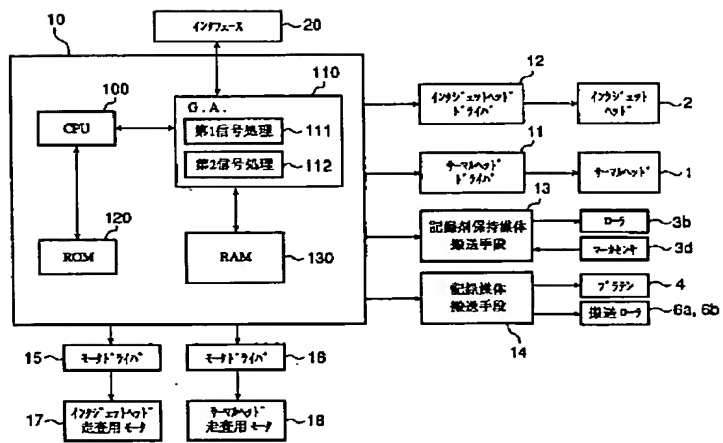 インタフェース
20
10
100
CPU
110
G.A.
第1信号処理
111
第2信号処理
112
120
ROM
RAM
130
12
インクジェットヘッド
ドライバ
インクジェット
ヘッド
2
11
サーマルヘッド
ドライバ
サーマルヘッド
1
13
記録剤保持媒体
搬送手段
ローラ
3b
マークセンサ
3d
記録媒体
搬送手段
14
プラテン
4
搬送ローラ
6a, 6b
15
モータドライバ
モータドライバ
16
17
インクジェットヘッド
走査用モータ
サーマルヘッド
走査用モータ
18